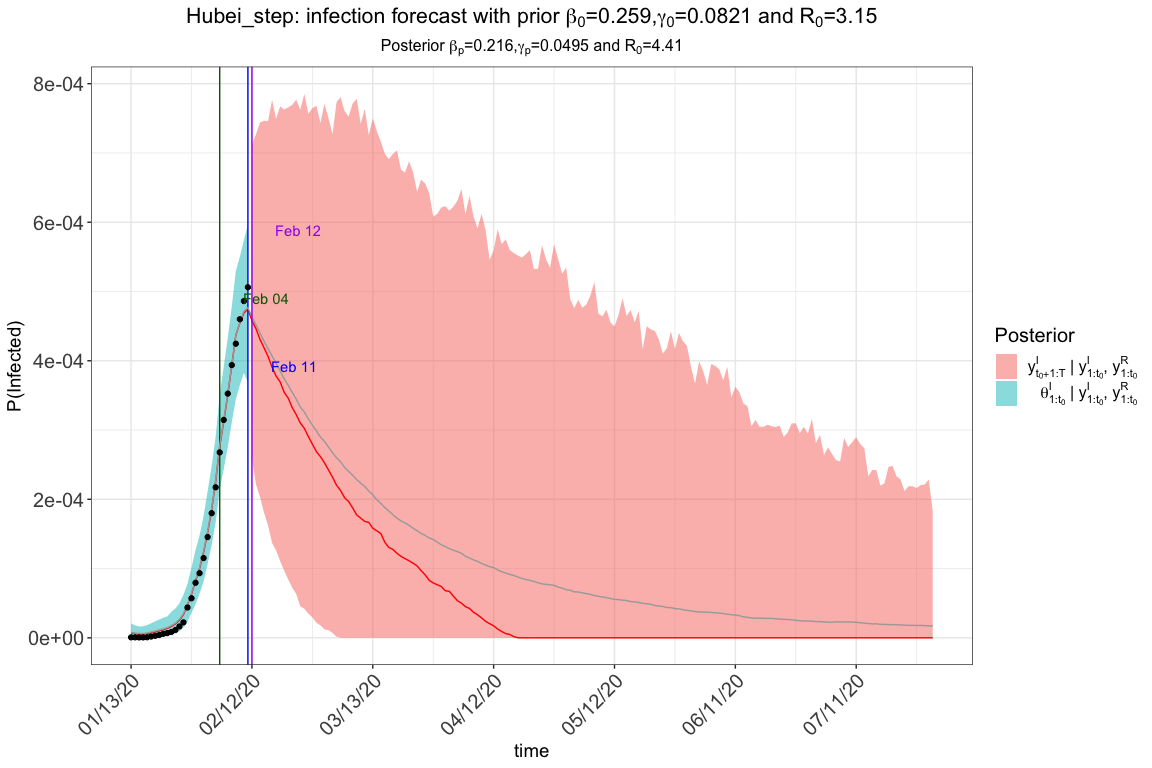 Hubei_step: infection forecast with prior β₀=0.259,γ₀=0.0821 and R₀=3.15
Posterior βₚ=0.216,γₚ=0.0495 and R₀=4.41
P(Infected)
8e-04
6e-04
4e-04
2e-04
0e+00
Feb 12
Feb 04
Feb 11
01/13/20
02/12/20
03/13/20
04/12/20
05/12/20
06/11/20
07/11/20
time
Posterior
y^I_{t₀+1:T} | y^I_{1:t₀}, y^R_{1:t₀}
θ^I_{1:t₀} | y^I_{1:t₀}, y^R_{1:t₀}